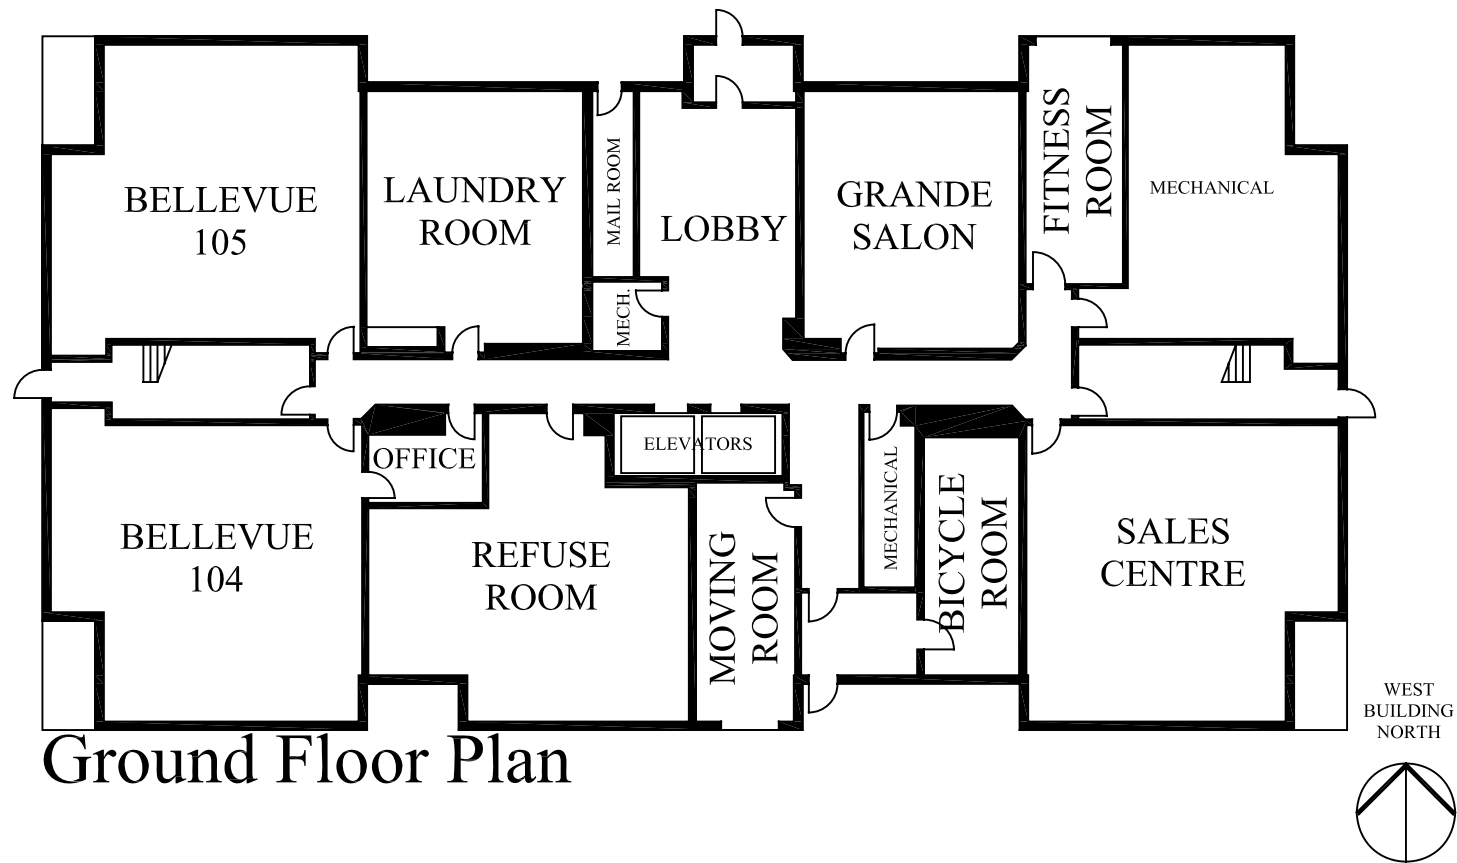 BELLEVUE
105
LAUNDRY
ROOM
MAIL ROOM
MECH.
LOBBY
GRANDE
SALON
FITNESS
ROOM
MECHANICAL
BELLEVUE
104
OFFICE
REFUSE
ROOM
ELEVATORS
MOVING
ROOM
MECHANICAL
BICYCLE
ROOM
SALES
CENTRE
Ground Floor Plan
WEST
BUILDING
NORTH